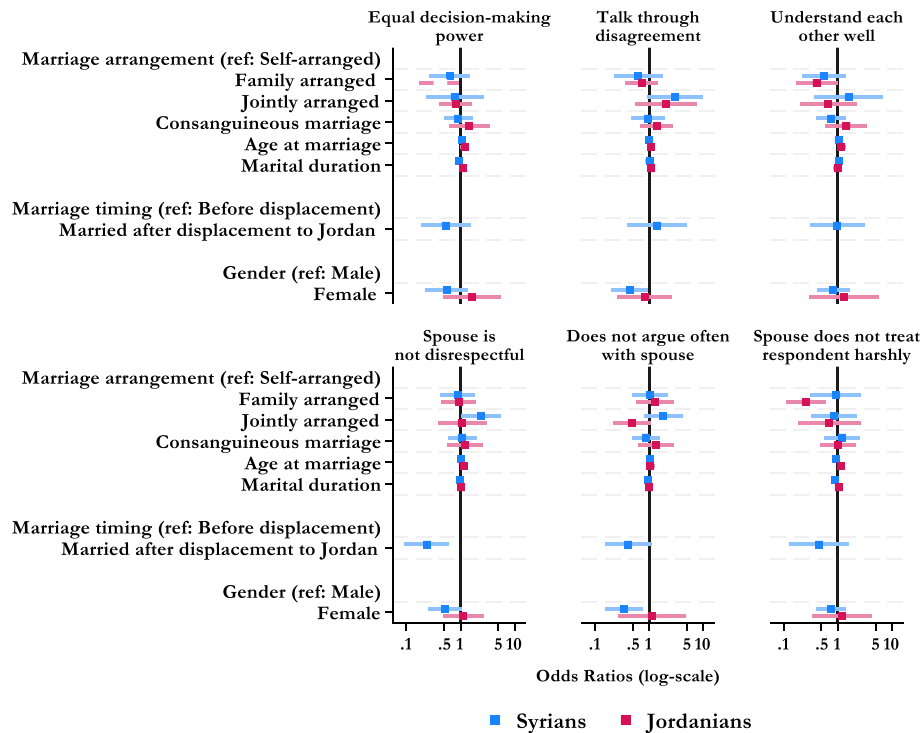 Equal decision-making
power
Talk through
disagreement
Understand each
other well
Marriage arrangement (ref: Self-arranged)
Family arranged
Jointly arranged
Consanguineous marriage
Age at marriage
Marital duration
Marriage timing (ref: Before displacement)
Married after displacement to Jordan
Gender (ref: Male)
Female
Spouse is
not disrespectful
Does not argue often
with spouse
Spouse does not treat
respondent harshly
Marriage arrangement (ref: Self-arranged)
Family arranged
Jointly arranged
Consanguineous marriage
Age at marriage
Marital duration
Marriage timing (ref: Before displacement)
Married after displacement to Jordan
Gender (ref: Male)
Female
.1 .5 1 5 10
.1 .5 1 5 10
.1 .5 1 5 10
Odds Ratios (log-scale)
Syrians
Jordanians